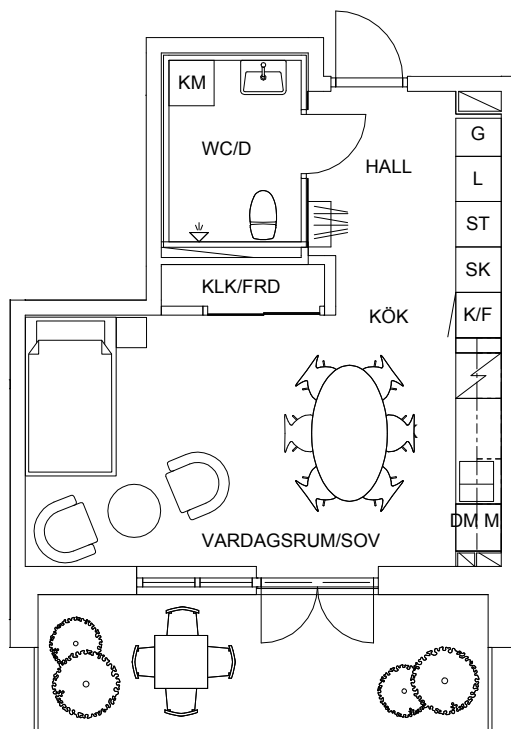 KM
G
WC/D
HALL
L
ST
SK
KLK/FRD
KÖK
K/F
DM M
VARDAGSRUM/SOV